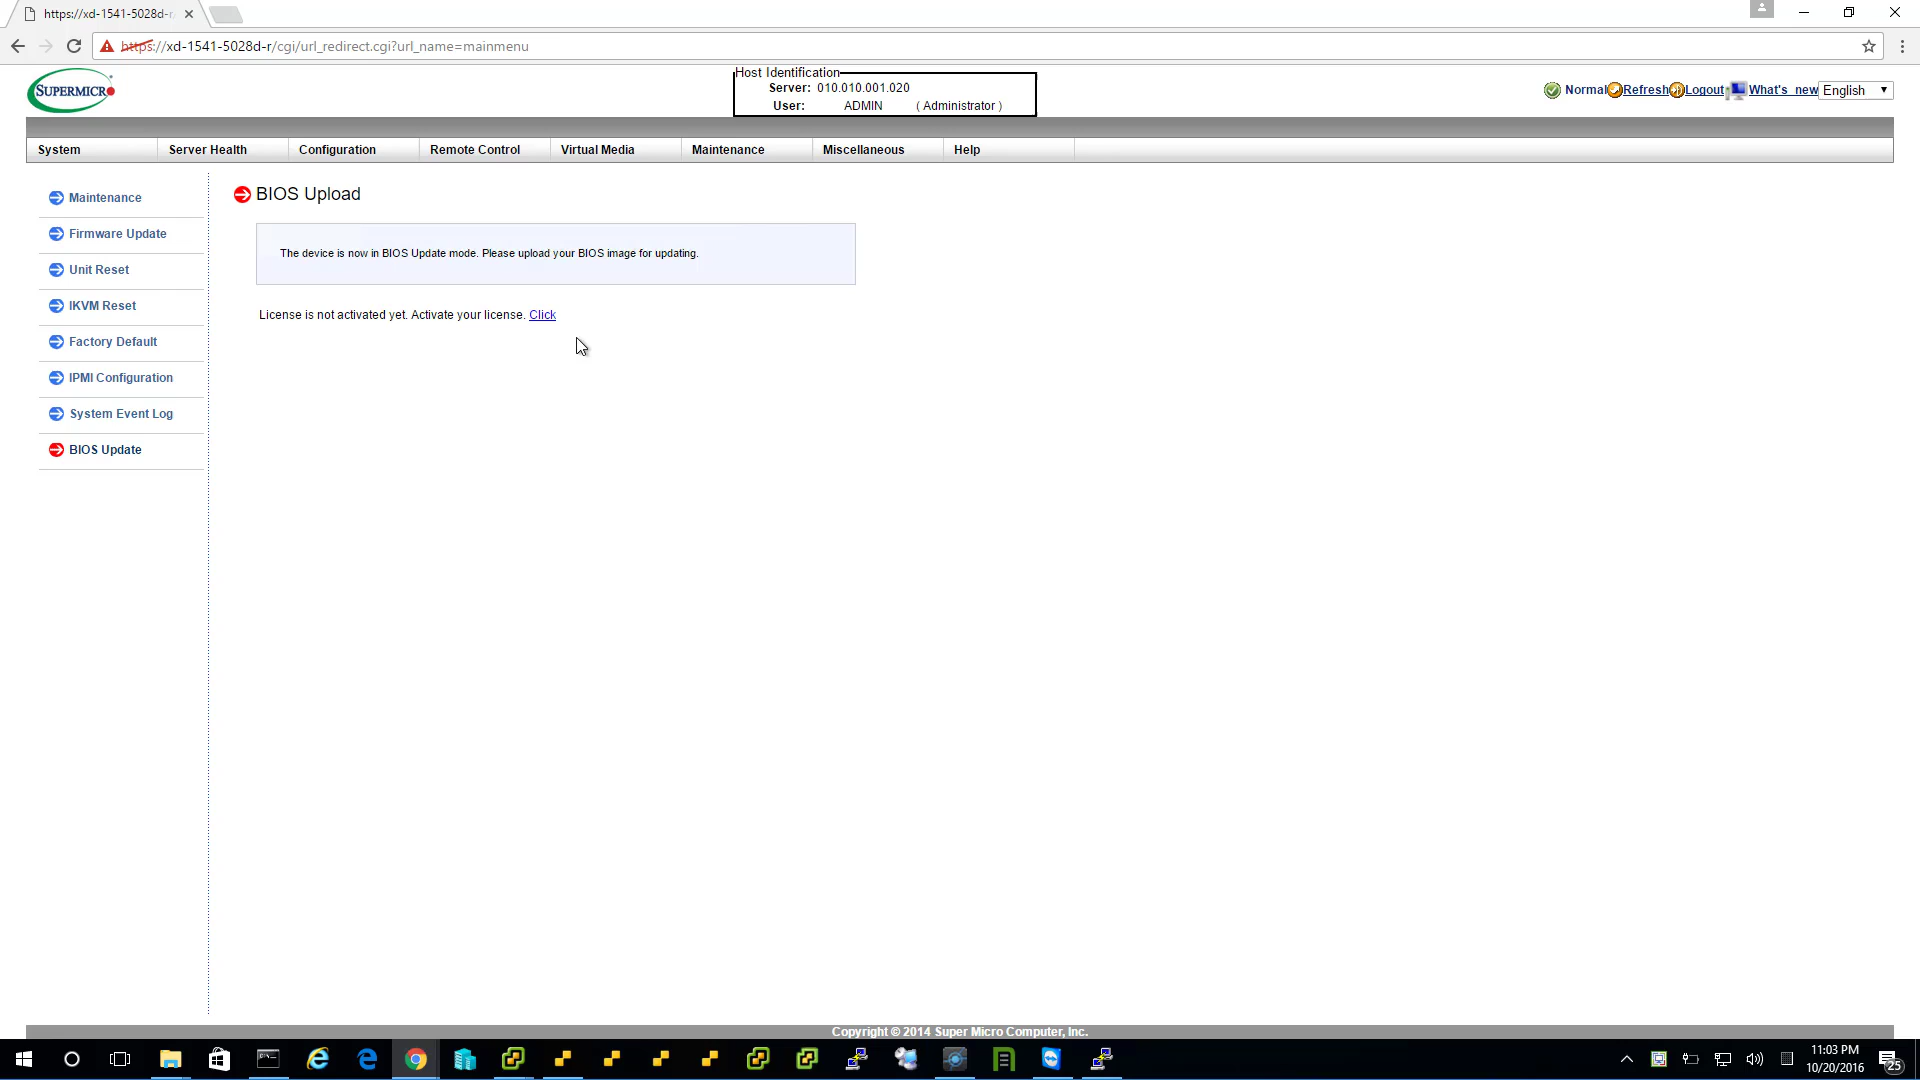 https://xd-1541-5028d-r
https://xd-1541-5028d-r/cgi/url_redirect.cgi?url_name=mainmenu
SUPERMICRO
Host Identification
Server: 010.010.001.020
User: ADMIN ( Administrator )
Normal Refresh Logout What's new English
System Server Health Configuration Remote Control Virtual Media Maintenance Miscellaneous Help
Maintenance
Firmware Update
Unit Reset
IKVM Reset
Factory Default
IPMI Configuration
System Event Log
BIOS Update
BIOS Upload
The device is now in BIOS Update mode. Please upload your BIOS image for updating.
License is not activated yet. Activate your license. Click
Copyright © 2014 Super Micro Computer, Inc.
11:03 PM
10/20/2016
25